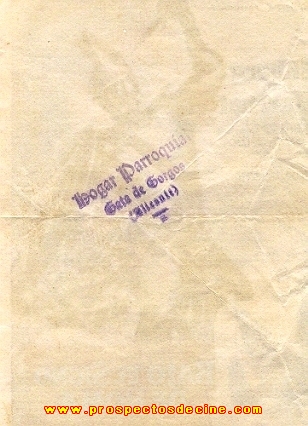 Hogar Parroquial
Gata de Gorgos
(Alicante)
www.prospectosdecine.com